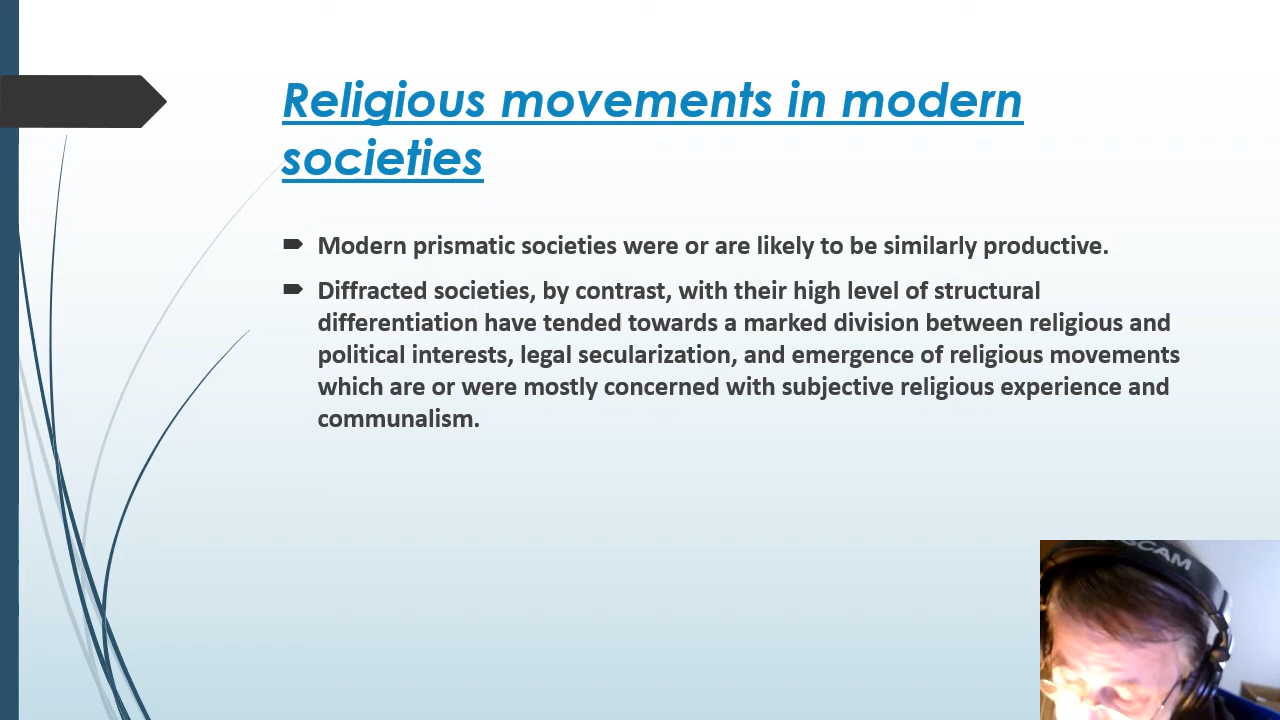 Religious movements in modern
societies
Modern prismatic societies were or are likely to be similarly productive.
Diffracted societies, by contrast, with their high level of structural
differentiation have tended towards a marked division between religious and
political interests, legal secularization, and emergence of religious movements
which are or were mostly concerned with subjective religious experience and
communalism.
SCAM